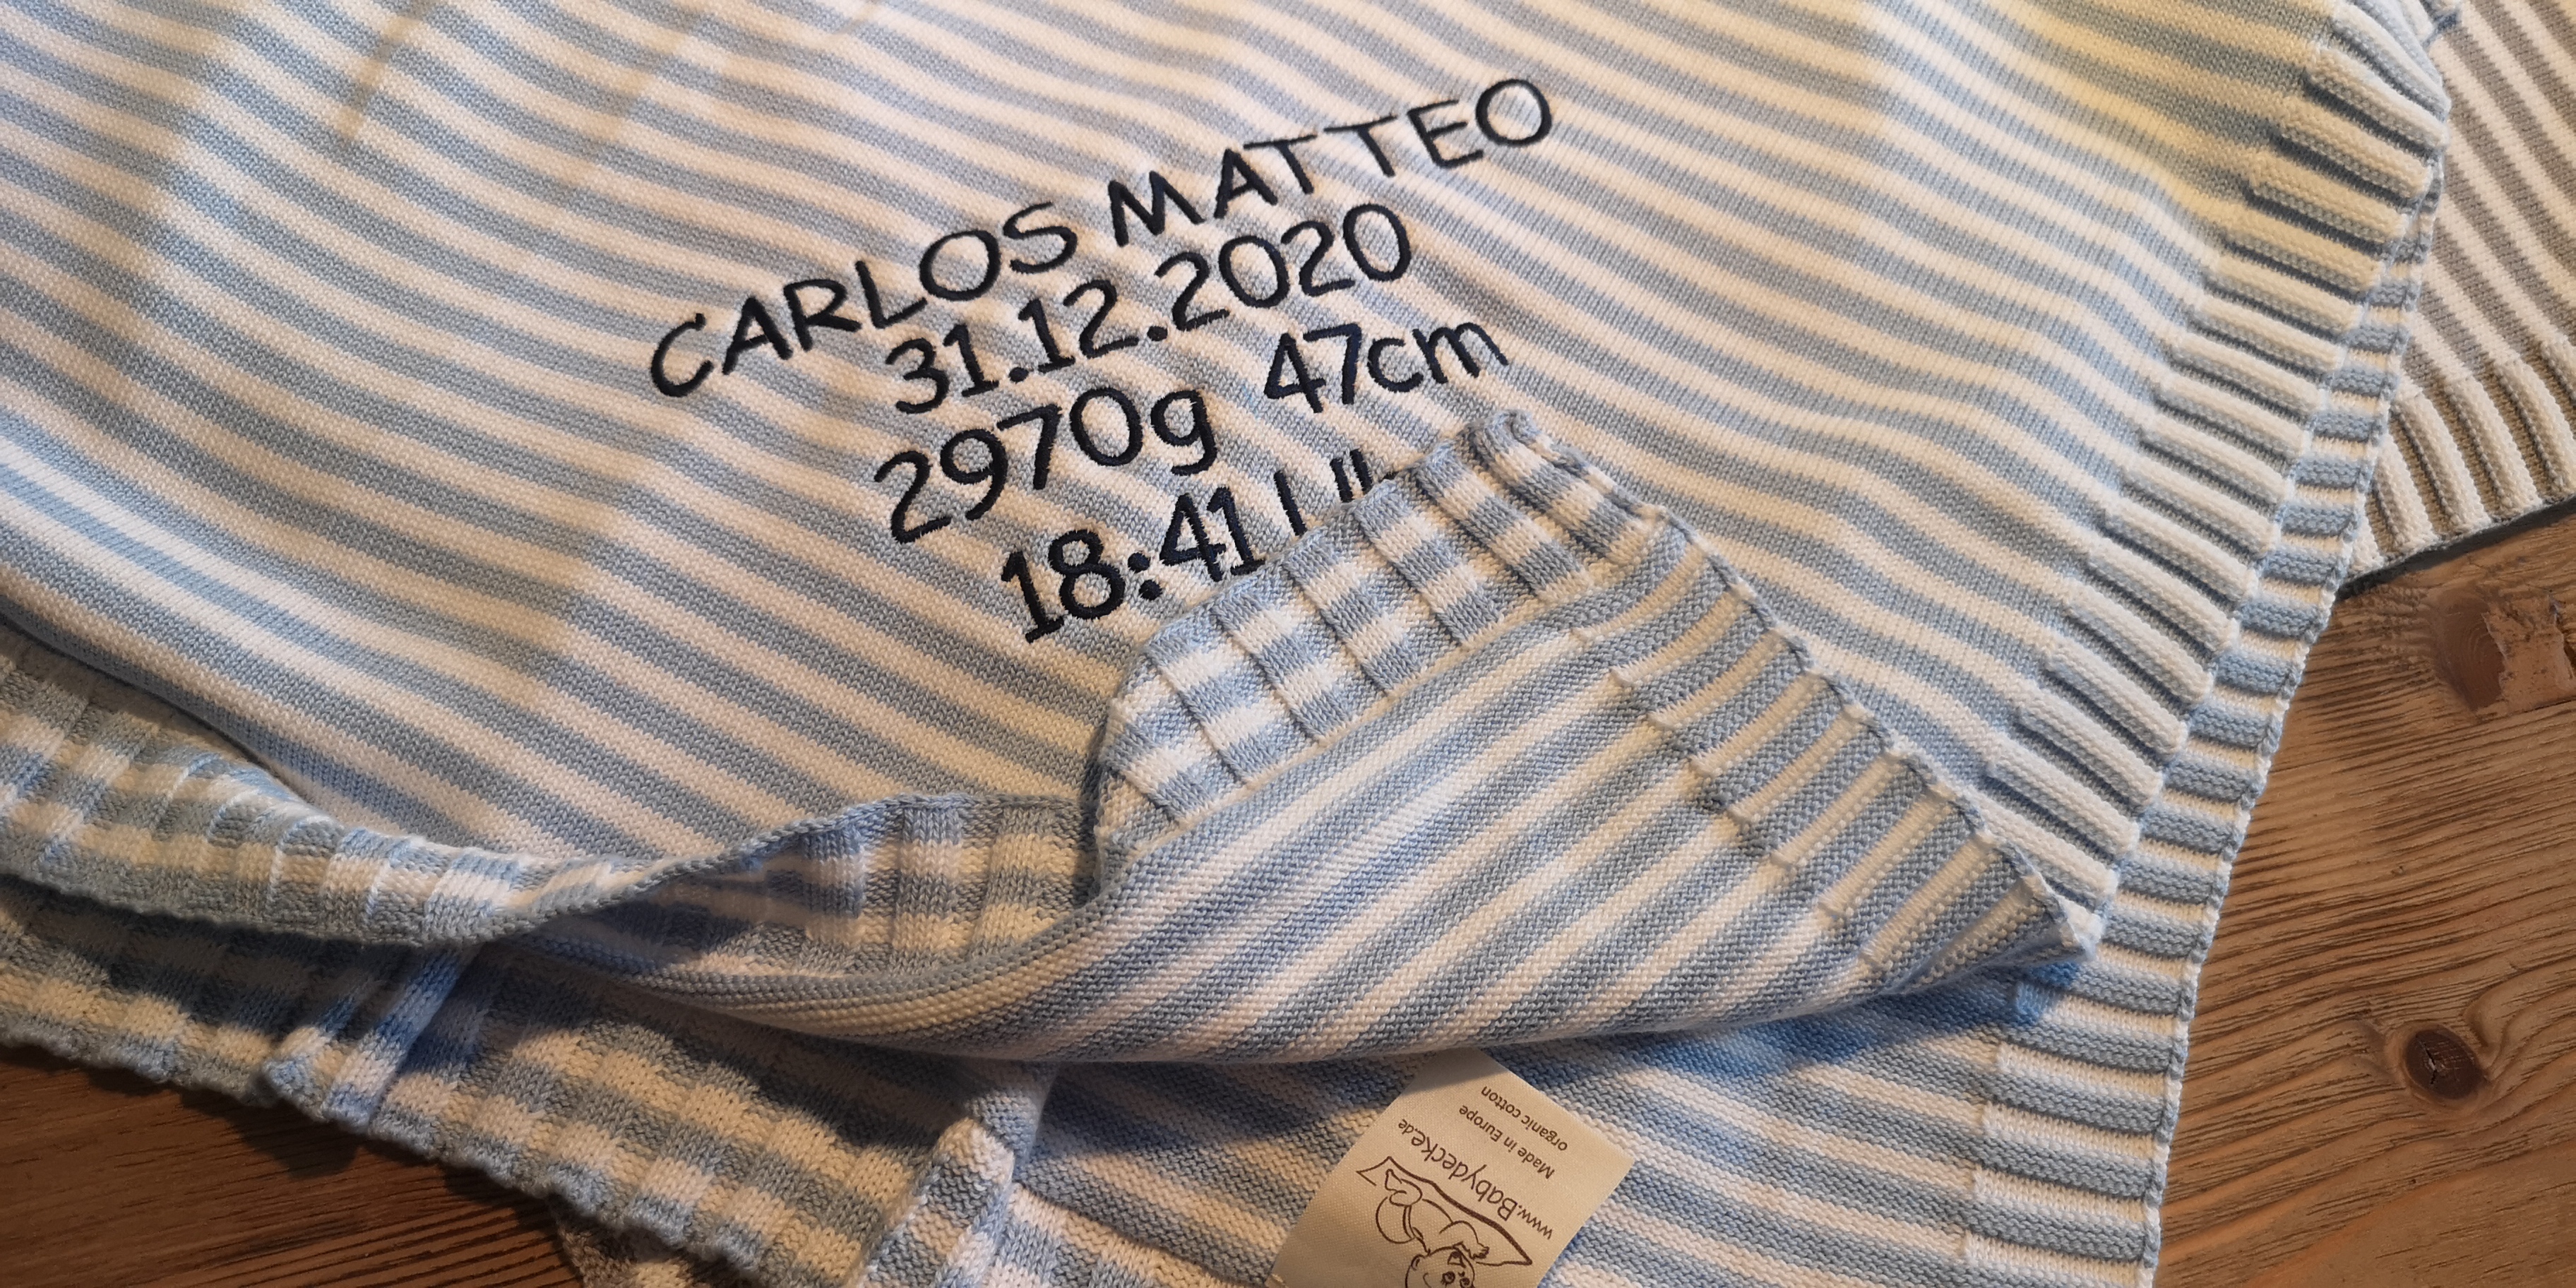 CARLOS MATTEO
31.12.2020
2970g 47cm
18:41
www.Babydecke.de
Made in Europe
organic cotton